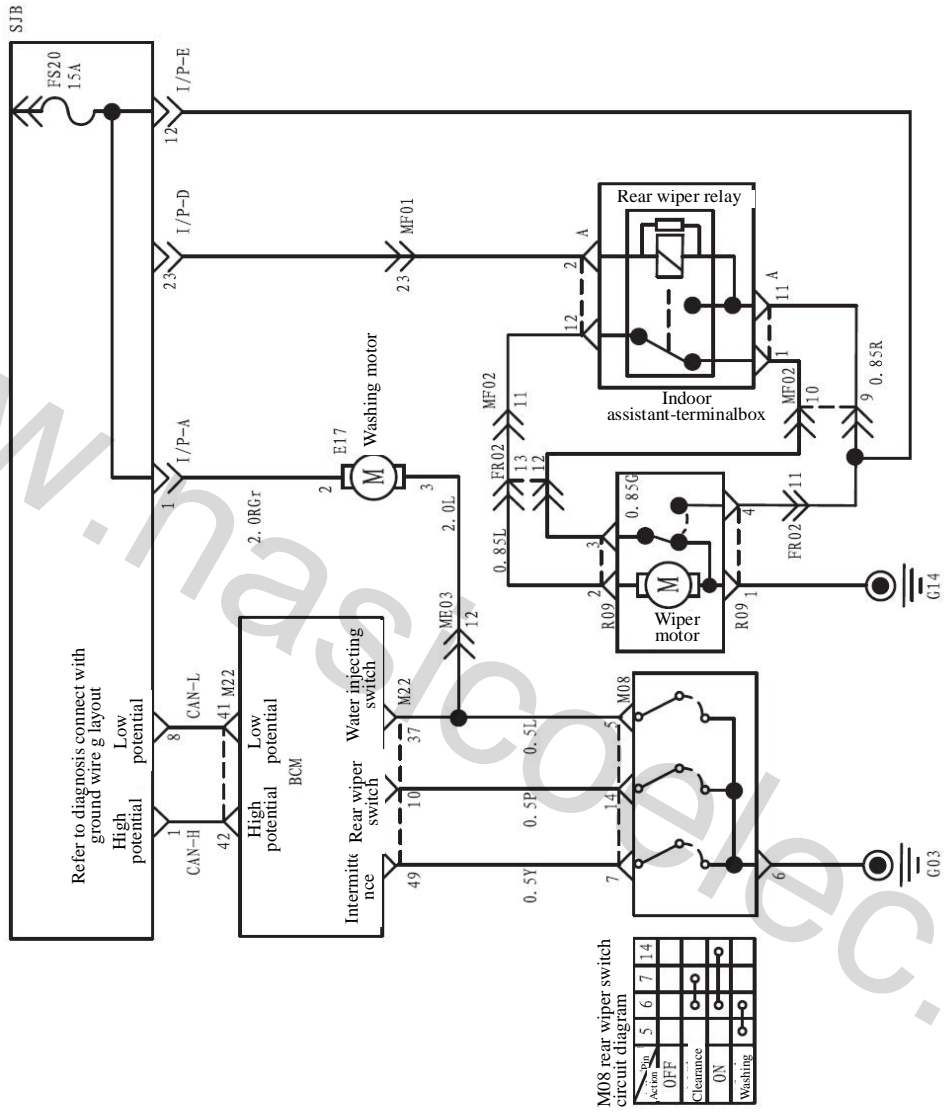 SJB
FS20
15A
Refer to diagnosis connect with
ground wire g layout
High
potential
Low
potential
1
8
1
23
12
I/P-A
I/P-D
I/P-E
CAN-H
CAN-L
42
41
M22
High
potential
Low
potential
BCM
Intermitte
nce
Rear wiper
switch
Water injecting
switch
49
10
37
M22
2.0RGr
2
E17
M
Washing motor
3
2.0L
ME03
12
23
MF01
0.5Y
0.5P
0.5L
7
14
5
M08
6
G03
Rear wiper relay
12
2
A
1
11
A
Indoor
assistant-terminalbox
MF02
11
FR02
13
12
0.85L
MF02
10
9
0.85R
R09
2
3
0.85G
M
Wiper
motor
R09
1
4
FR02
11
G14
M08 rear wiper switch
circuit diagram
Pin
Action
5
6
7
14
OFF
Clearance
ON
Washing
w.nasicoelec.